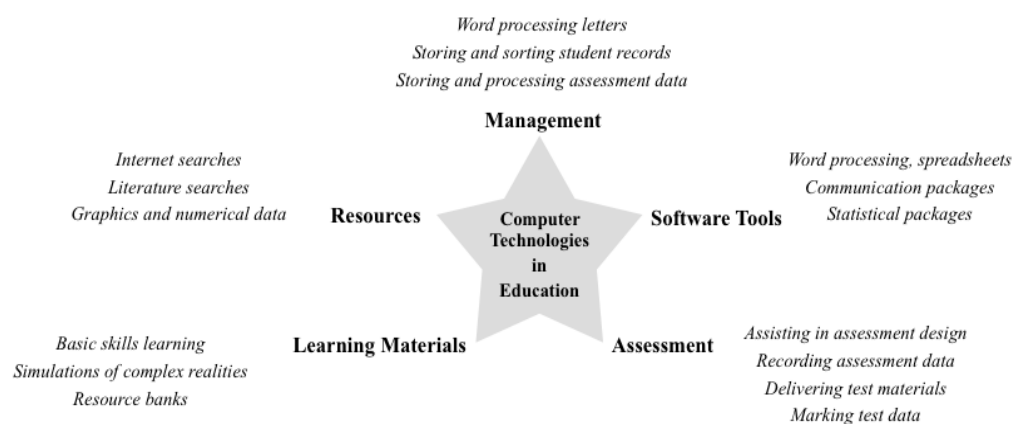 Word processing letters
Storing and sorting student records
Storing and processing assessment data
Management
Internet searches
Literature searches
Graphics and numerical data
Resources
Computer
Technologies
in
Education
Software Tools
Word processing, spreadsheets
Communication packages
Statistical packages
Basic skills learning
Simulations of complex realities
Resource banks
Learning Materials
Assessment
Assisting in assessment design
Recording assessment data
Delivering test materials
Marking test data